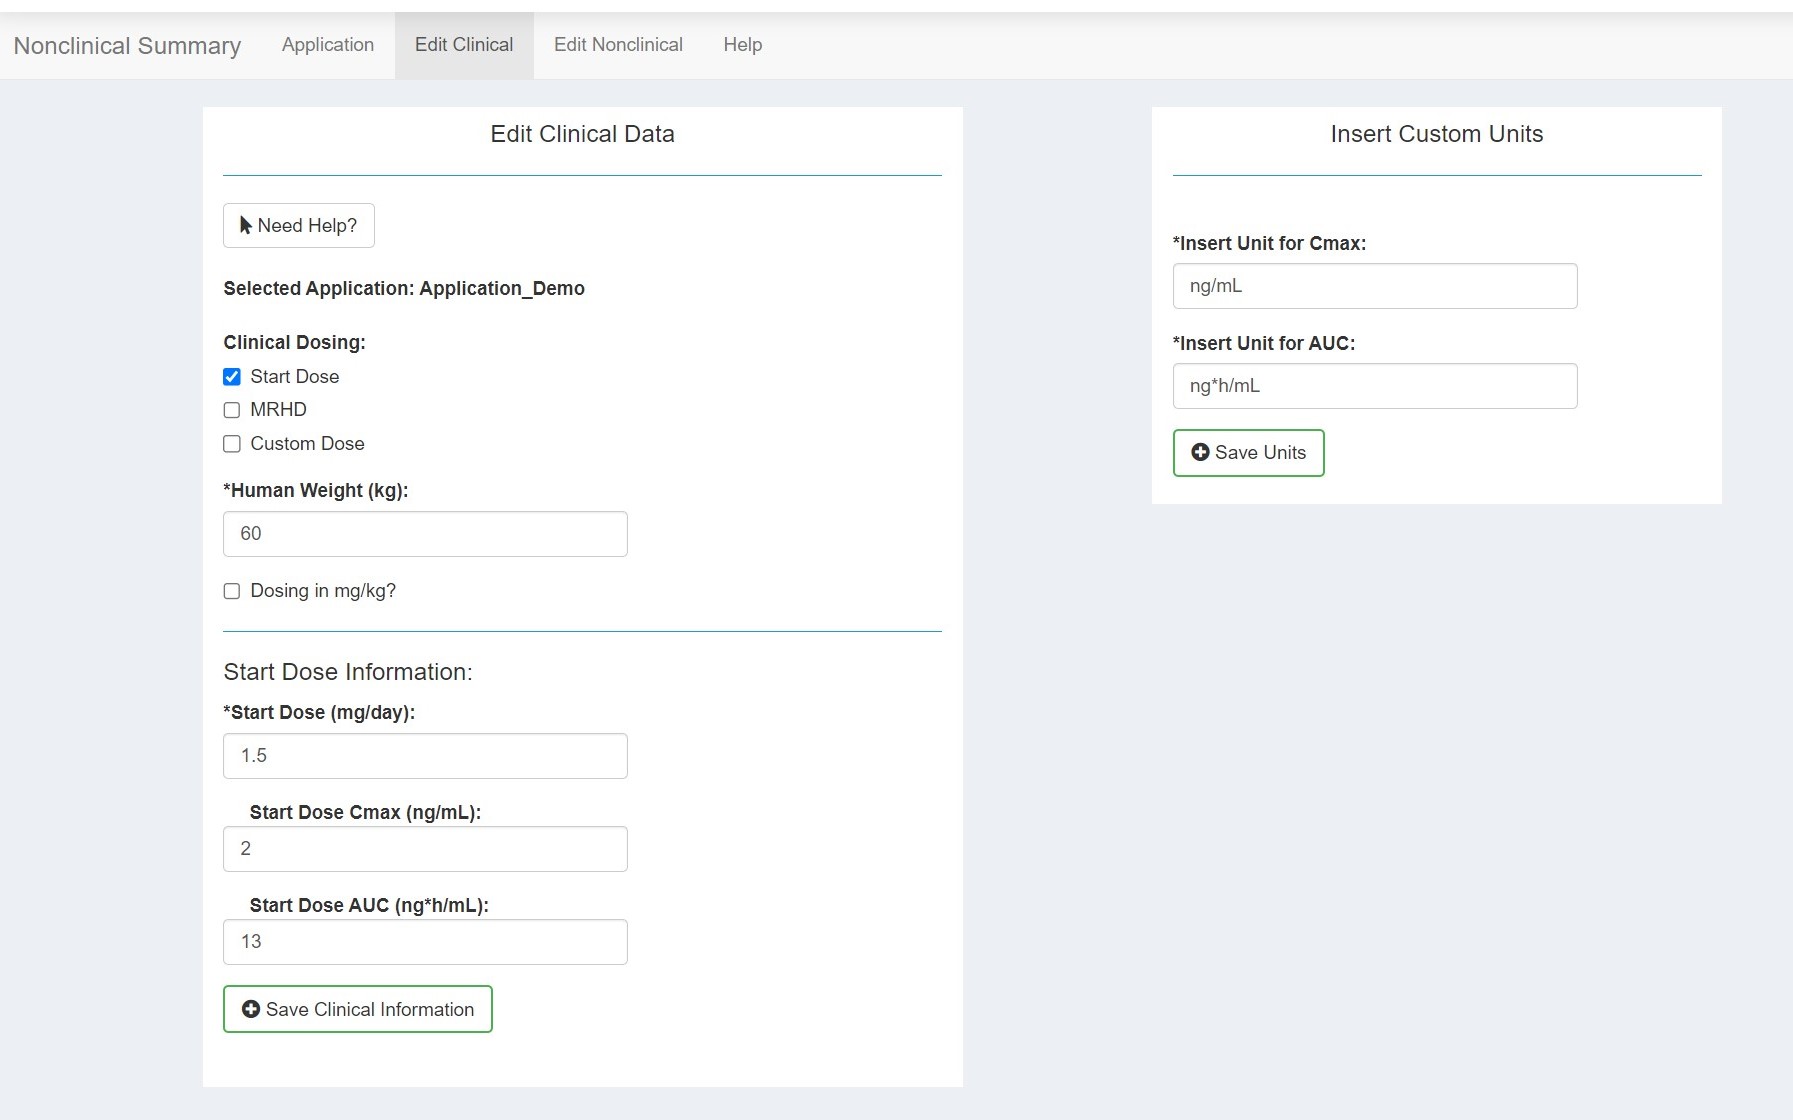 Nonclinical Summary Application Edit Clinical Edit Nonclinical Help
Edit Clinical Data
Need Help?
Selected Application: Application_Demo
Clinical Dosing:
Start Dose
MRHD
Custom Dose
*Human Weight (kg):
60
Dosing in mg/kg?
Start Dose Information:
*Start Dose (mg/day):
1.5
Start Dose Cmax (ng/mL):
2
Start Dose AUC (ng*h/mL):
13
Save Clinical Information
Insert Custom Units
*Insert Unit for Cmax:
ng/mL
*Insert Unit for AUC:
ng*h/mL
Save Units